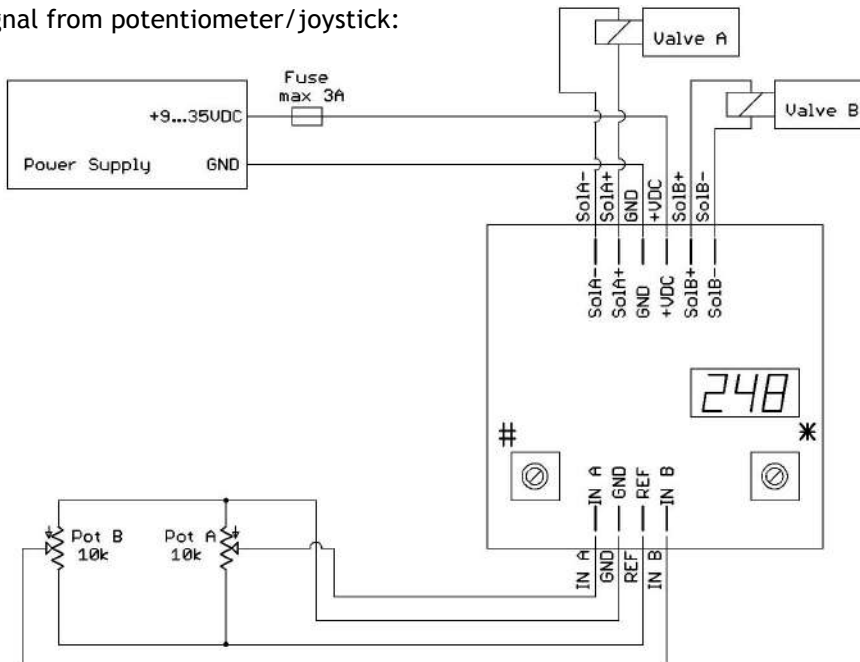 gnal from potentiometer/joystick:
Valve A
Fuse
max 3A
Valve B
+9...35VDC
Power Supply GND
SolA-
SolA+
GND
+VDC
SolB+
SolB-
SolA-
SolA+
GND
+VDC
SolB+
SolB-
248
# *
IN A
GND
REF
IN B
Pot B Pot A
10k 10k
IN A
GND
REF
IN B